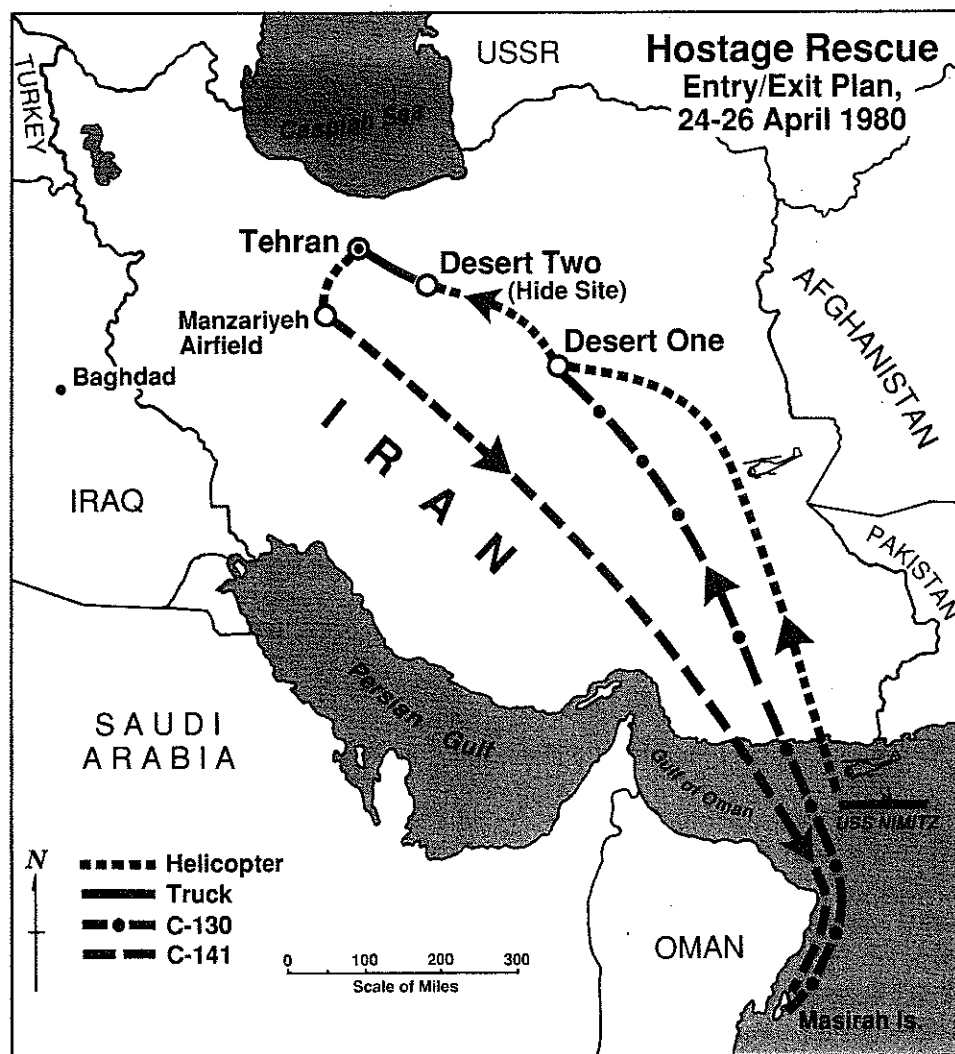 Hostage Rescue
Entry/Exit Plan,
24-26 April 1980
USSR
TURKEY
Caspian Sea
Tehran
Desert Two
(Hide Site)
Manzariyeh
Airfield
Desert One
AFGHANISTAN
Baghdad
IRAN
IRAQ
PAKISTAN
SAUDI
ARABIA
Persian
Gulf
Gulf of Oman
USS NIMITZ
N
Helicopter
Truck
C-130
C-141
0 100 200 300
Scale of Miles
OMAN
Masirah Is.